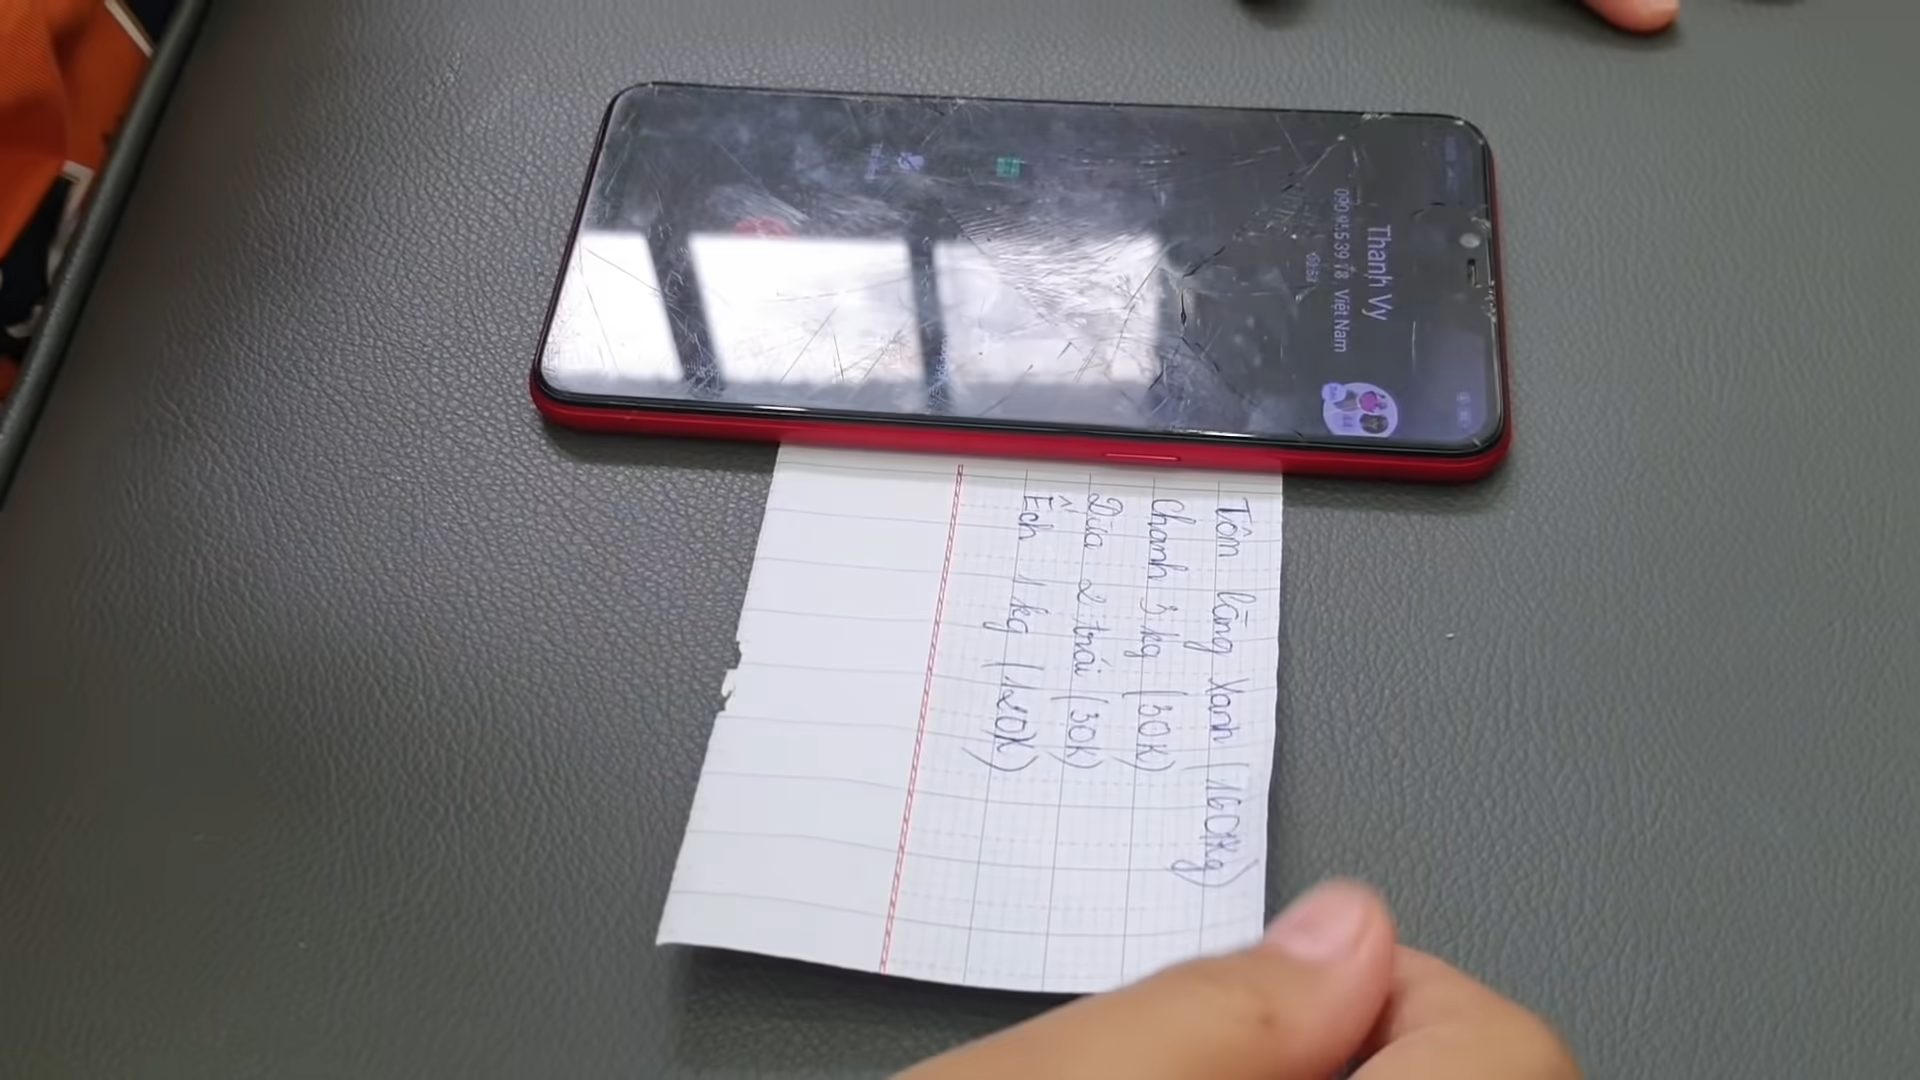 Thanh Vy
Việt Nam
Tôm lăng xanh (160K/kg)
Chanh 3 kg (30K)
Dừa 2 trái (30K)
Ếch 1 kg (120K)